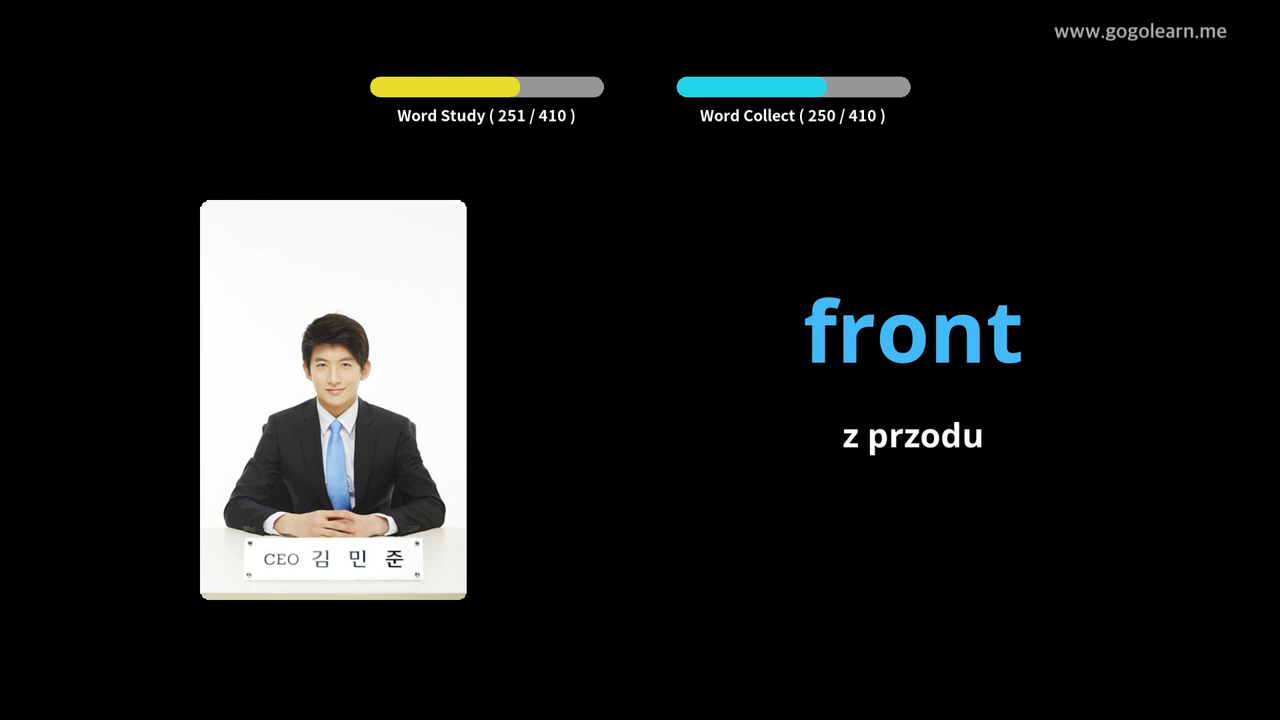 www.gogolearn.me
Word Study ( 251 / 410 )
Word Collect ( 250 / 410 )
front
z przodu
CEO 김 민 준